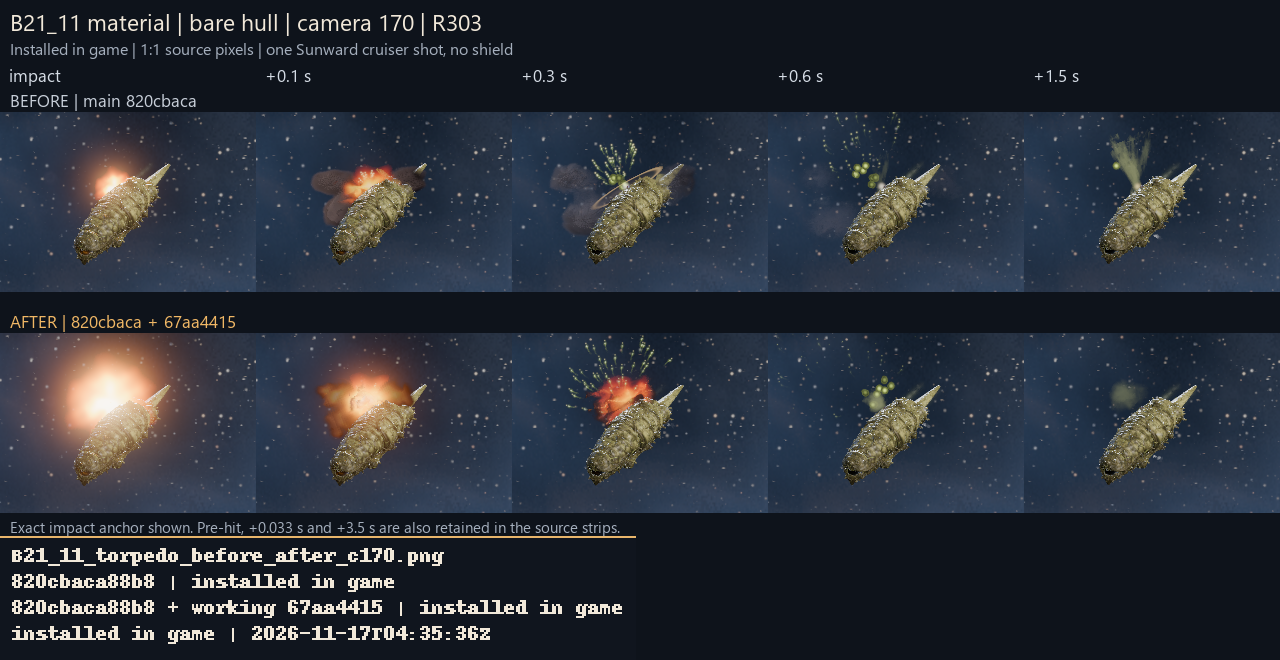 B21_11 material | bare hull | camera 170 | R303
Installed in game | 1:1 source pixels | one Sunward cruiser shot, no shield
impact +0.1 s +0.3 s +0.6 s +1.5 s
BEFORE | main 820cbaca
AFTER | 820cbaca + 67aa4415
Exact impact anchor shown. Pre-hit, +0.033 s and +3.5 s are also retained in the source strips.
B21_11_torpedo_before_after_c170.png
820cbaca88b8 | installed in game
820cbaca88b8 + working 67aa4415 | installed in game
installed in game | 2026-11-17T04:35:36Z